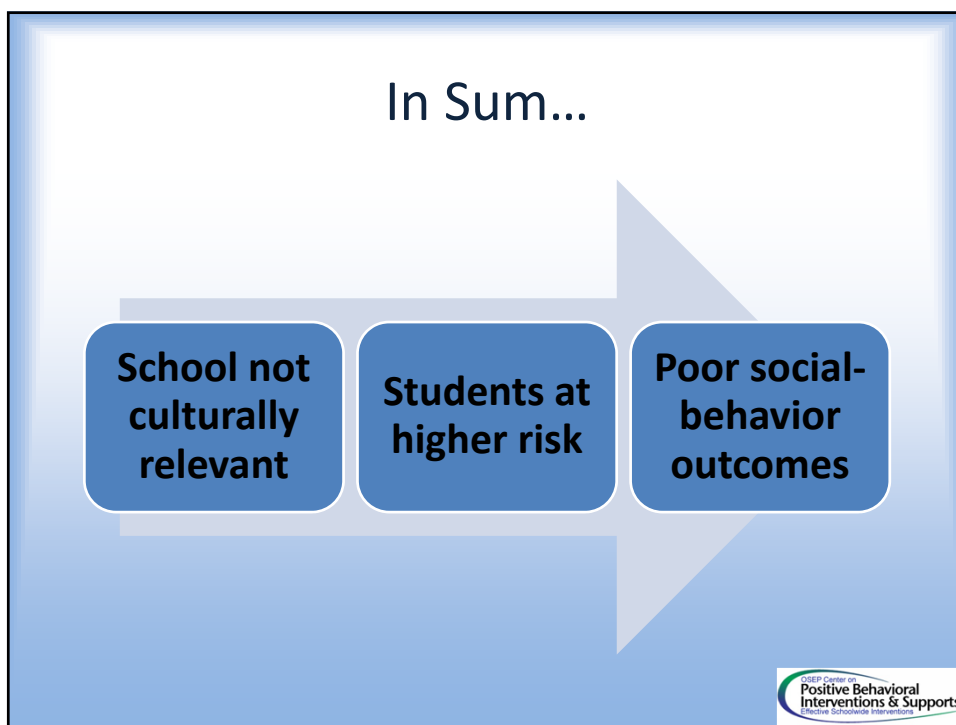 In Sum…
School not
culturally
relevant
Students at
higher risk
Poor social-
behavior
outcomes
OSEP Center on
Positive Behavioral
Interventions & Supports
Effective Schoolwide Interventions